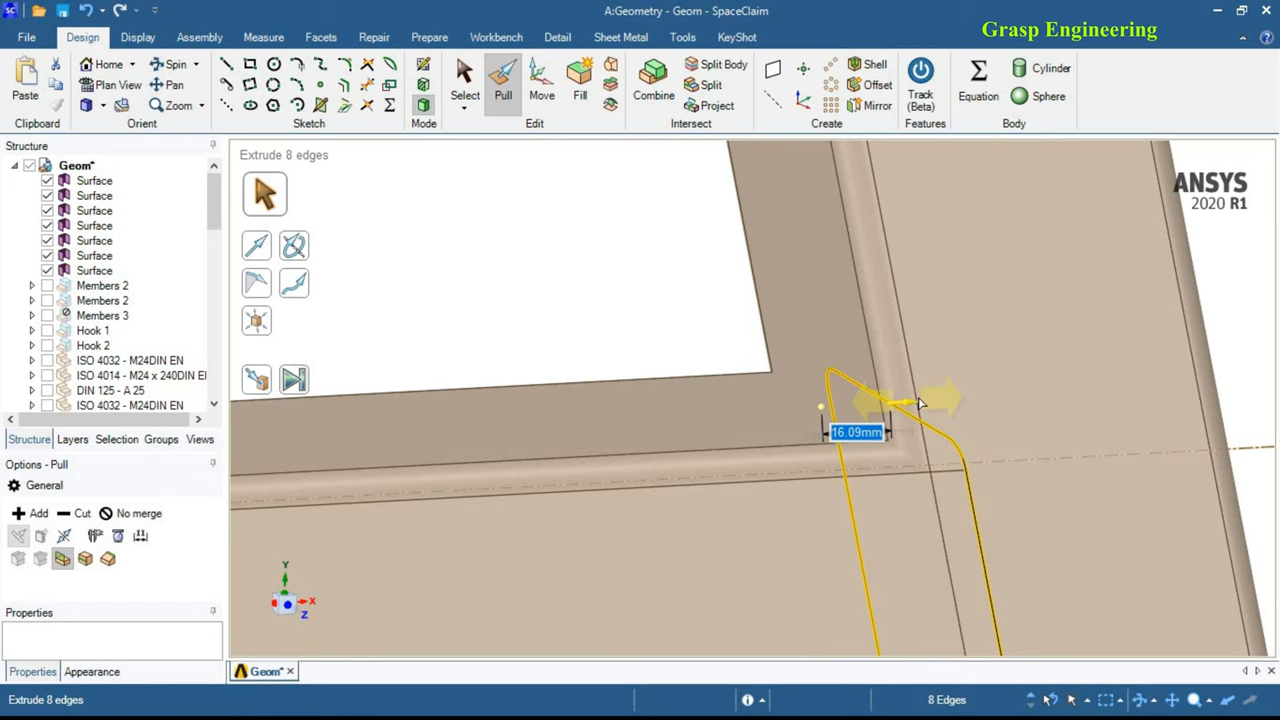 A:Geometry - Geom - SpaceClaim
Grasp Engineering
File Design Display Assembly Measure Facets Repair Prepare Workbench Detail Sheet Metal Tools KeyShot
Paste
Clipboard
Home Spin
Plan View Pan
Zoom
Orient
Sketch
Mode
Select Pull Move Fill
Edit
Combine
Split Body
Split
Project
Intersect
Shell
Offset
Mirror
Create
Track
(Beta)
Features
Equation
Cylinder
Sphere
Body
Structure
Geom*
Surface
Surface
Surface
Surface
Surface
Surface
Surface
Members 2
Members 2
Members 3
Hook 1
Hook 2
ISO 4032 - M24DIN EN
ISO 4014 - M24 x 240DIN EI
DIN 125 - A 25
ISO 4032 - M24DIN EN
Structure Layers Selection Groups Views
Options - Pull
General
Add Cut No merge
Properties
Properties Appearance
Extrude 8 edges
ANSYS
2020 R1
16.09mm
Y
X
Z
Geom*
Extrude 8 edges
8 Edges